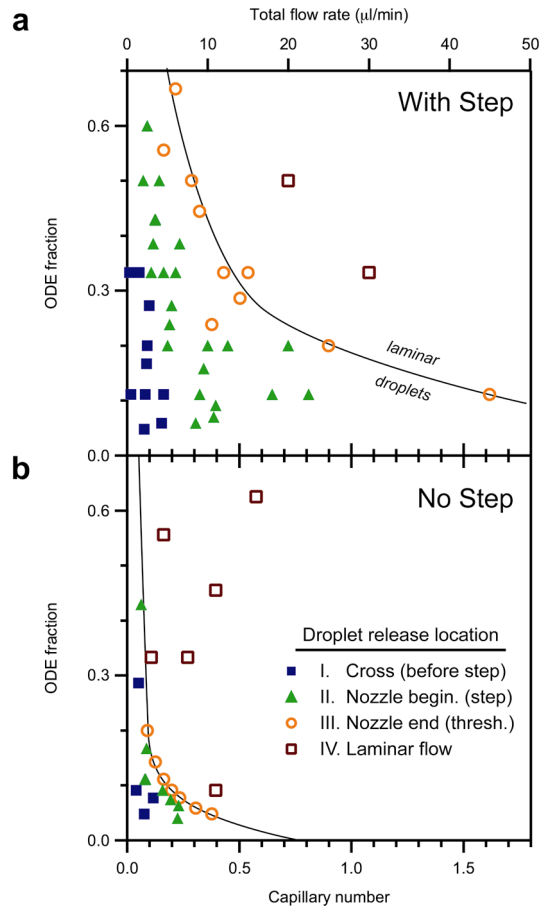 a
Total flow rate (μl/min)
0 10 20 30 40 50
With Step
0.6
0.3
0.0
ODE fraction
laminar
droplets
b
No Step
0.6
0.3
0.0
ODE fraction
Droplet release location
I. Cross (before step)
II. Nozzle begin. (step)
III. Nozzle end (thresh.)
IV. Laminar flow
0.0 0.5 1.0 1.5
Capillary number